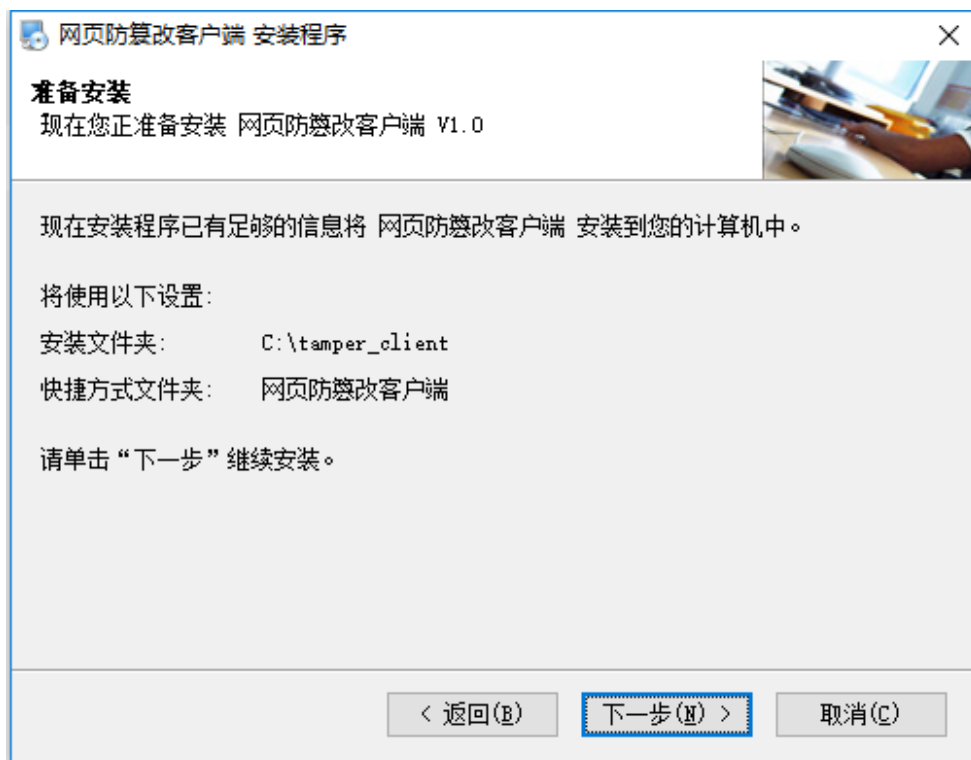 网页防篡改客户端 安装程序
准备安装
现在您正准备安装 网页防篡改客户端 V1.0
现在安装程序已有足够的信息将 网页防篡改客户端 安装到您的计算机中。
将使用以下设置:
安装文件夹: C:\tamper_client
快捷方式文件夹: 网页防篡改客户端
请单击“下一步”继续安装。
< 返回(B) 下一步(N) > 取消(C)